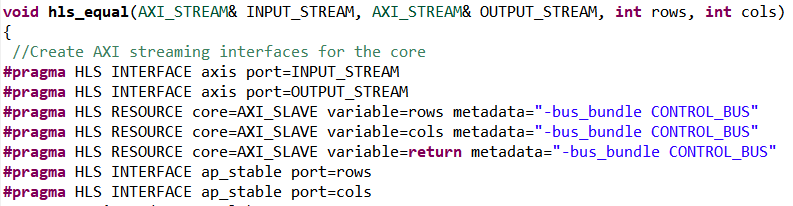 void hls_equal(AXI_STREAM& INPUT_STREAM, AXI_STREAM& OUTPUT_STREAM, int rows, int cols)
{
//Create AXI streaming interfaces for the core
#pragma HLS INTERFACE axis port=INPUT_STREAM
#pragma HLS INTERFACE axis port=OUTPUT_STREAM
#pragma HLS RESOURCE core=AXI_SLAVE variable=rows metadata="-bus_bundle CONTROL_BUS"
#pragma HLS RESOURCE core=AXI_SLAVE variable=cols metadata="-bus_bundle CONTROL_BUS"
#pragma HLS RESOURCE core=AXI_SLAVE variable=return metadata="-bus_bundle CONTROL_BUS"
#pragma HLS INTERFACE ap_stable port=rows
#pragma HLS INTERFACE ap_stable port=cols